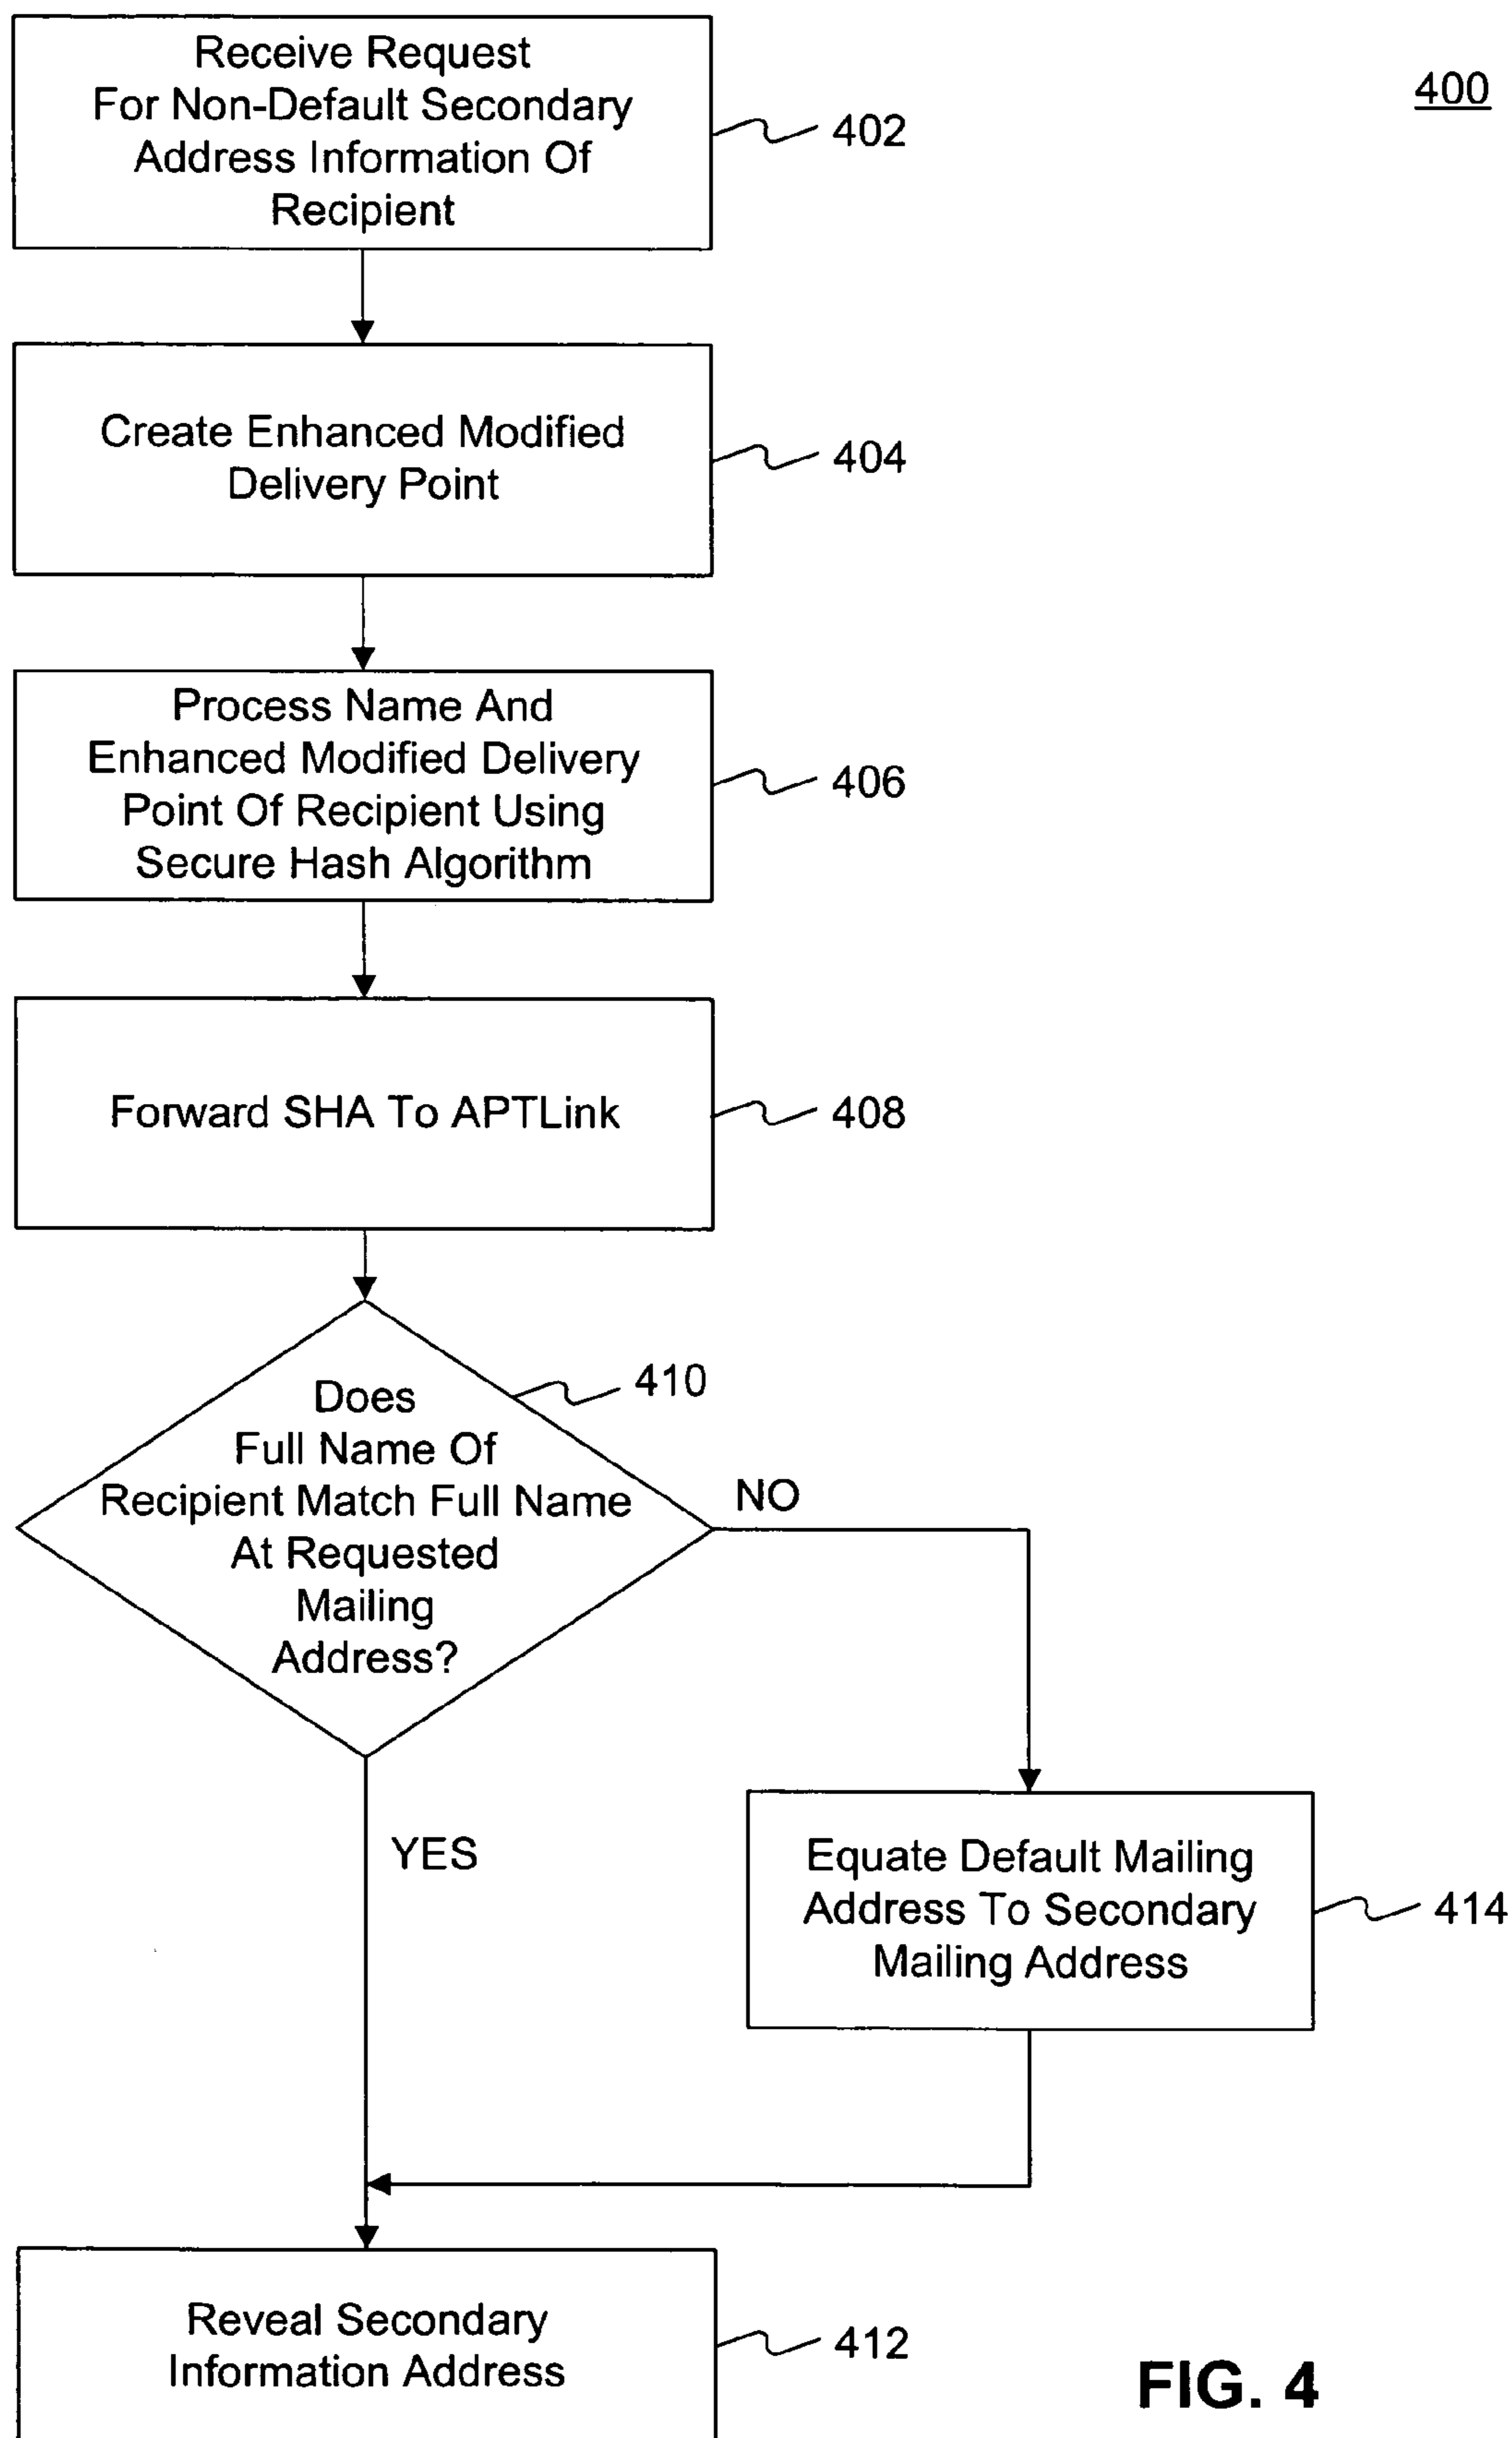 400
Receive Request
For Non-Default Secondary
Address Information Of
Recipient
402
Create Enhanced Modified
Delivery Point
404
Process Name And
Enhanced Modified Delivery
Point Of Recipient Using
Secure Hash Algorithm
406
Forward SHA To APTLink
408
Does
Full Name Of
Recipient Match Full Name
At Requested
Mailing
Address?
410
NO
YES
Equate Default Mailing
Address To Secondary
Mailing Address
414
Reveal Secondary
Information Address
412
FIG. 4